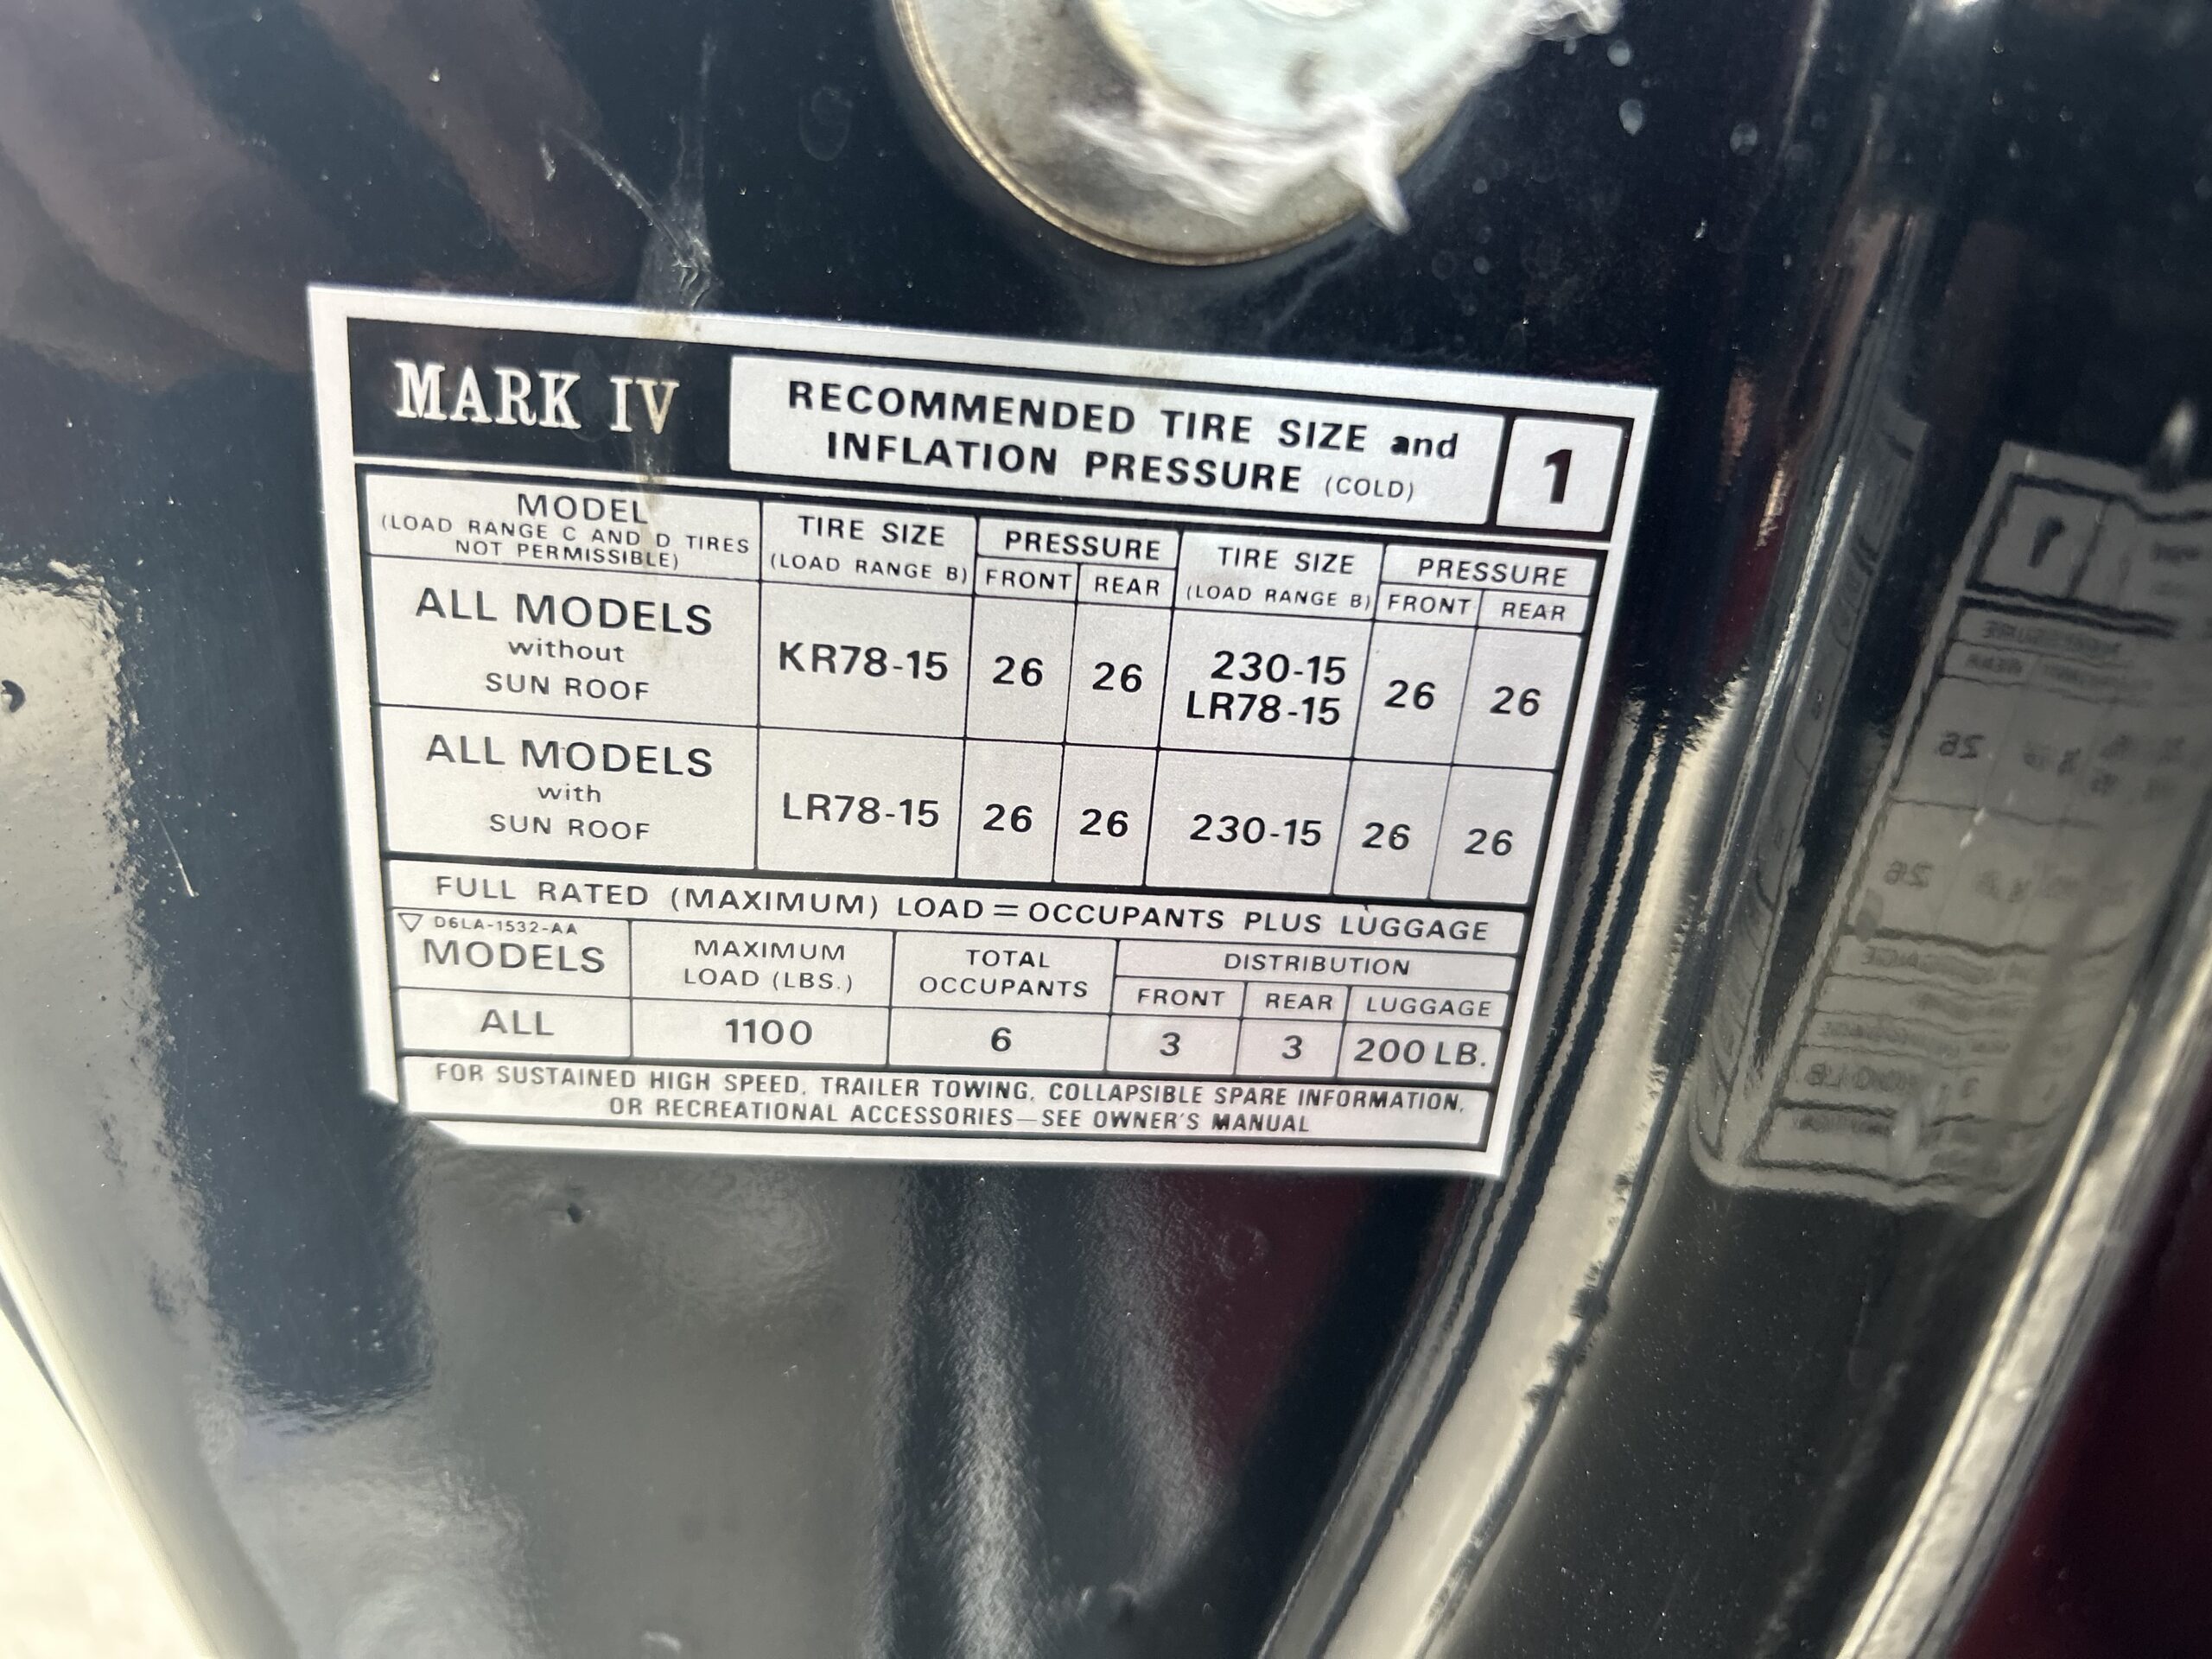 MARK IV
RECOMMENDED TIRE SIZE and
INFLATION PRESSURE (COLD)
1
MODEL
(LOAD RANGE C AND D TIRES
NOT PERMISSIBLE)
TIRE SIZE
(LOAD RANGE B)
PRESSURE
FRONT REAR
TIRE SIZE
(LOAD RANGE B)
PRESSURE
FRONT REAR
ALL MODELS
without
SUN ROOF
KR78-15
26 26
230-15
LR78-15
26 26
ALL MODELS
with
SUN ROOF
LR78-15
26 26
230-15
26 26
FULL RATED (MAXIMUM) LOAD = OCCUPANTS PLUS LUGGAGE
D6LA-1532-AA
MODELS
MAXIMUM
LOAD (LBS.)
TOTAL
OCCUPANTS
DISTRIBUTION
FRONT REAR LUGGAGE
ALL 1100 6 3 3 200 LB.
FOR SUSTAINED HIGH SPEED, TRAILER TOWING, COLLAPSIBLE SPARE INFORMATION,
OR RECREATIONAL ACCESSORIES—SEE OWNER'S MANUAL